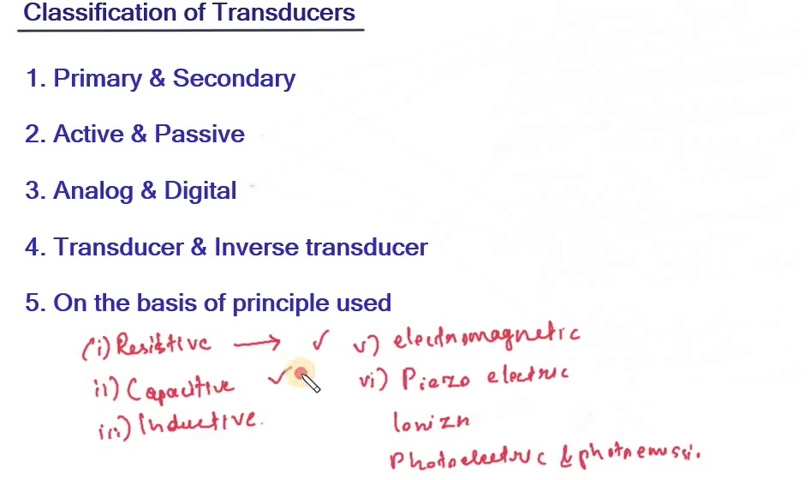 Classification of Transducers
1. Primary & Secondary
2. Active & Passive
3. Analog & Digital
4. Transducer & Inverse transducer
5. On the basis of principle used
(i) Resistive → ✓
ii) Capacitive ✓
iii) Inductive.
v) electromagnetic
vi) Piezo electric
Ionizn
Photoelectric & photoemissi.